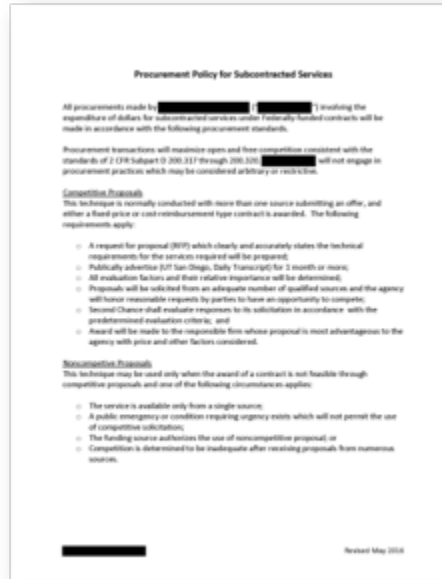 Procurement Policy for Subcontracted Services
All procurements made by (" ") involving the
expenditure of dollars for subcontracted services under Federally-funded contracts will be
made in accordance with the following procurement standards.
Procurement transactions will maximize open and free competition consistent with the
standards of 2 CFR Subpart D 200.317 through 200.326. will not engage in
procurement practices which may be considered arbitrary or restrictive.
Competitive Proposals
This technique is normally conducted with more than one source submitting an offer, and
either a fixed price or cost reimbursement type contract is awarded. The following
requirements apply:
○ A request for proposal (RFP) which clearly and accurately states the technical
requirements for the services required will be prepared;
○ Publically advertise (UT San Diego, Daily Transcript) for 1 month or more;
○ All evaluation factors and their relative importance will be determined;
○ Proposals will be solicited from an adequate number of qualified sources and the agency
will honor reasonable requests by parties to have an opportunity to compete;
○ Second Chance shall evaluate responses to its solicitation in accordance with the
predetermined evaluation criteria; and
○ Award will be made to the responsible firm whose proposal is most advantageous to the
agency with price and other factors considered.
Noncompetitive Proposals
This technique may be used only when the award of a contract is not feasible through
competitive proposals and one of the following circumstances applies:
○ The service is available only from a single source;
○ A public emergency or condition requiring urgency exists which will not permit the use
of competitive solicitation;
○ The funding source authorizes the use of noncompetitive proposal; or
○ Competition is determined to be inadequate after receiving proposals from numerous
sources.
Revised May 2016